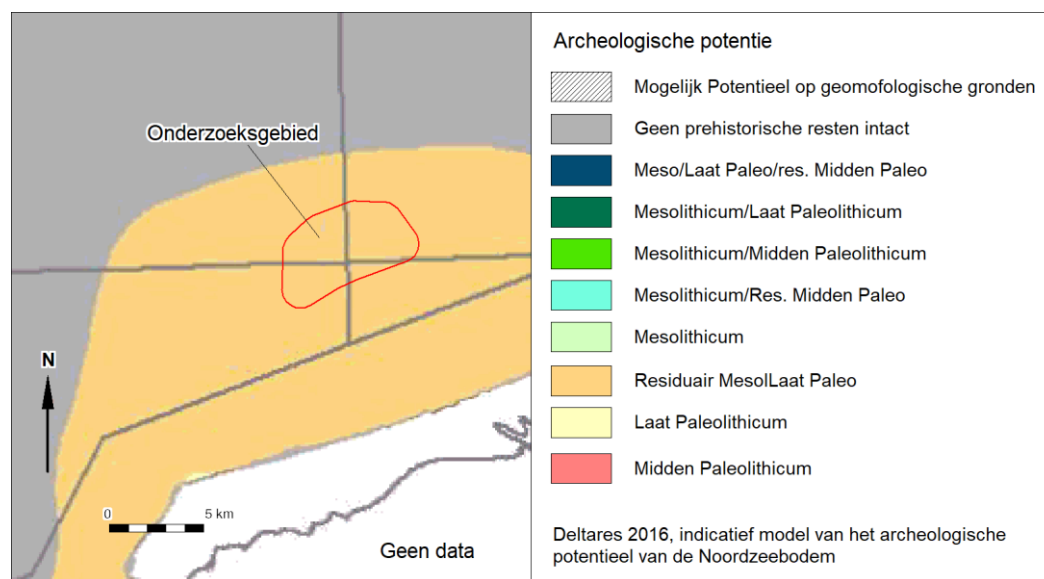 Onderzoeksgebied
N
0
5 km
Geen data
Archeologische potentie
Mogelijk Potentieel op geomofologische gronden
Geen prehistorische resten intact
Meso/Laat Paleo/res. Midden Paleo
Mesolithicum/Laat Paleolithicum
Mesolithicum/Midden Paleolithicum
Mesolithicum/Res. Midden Paleo
Mesolithicum
Residuair MesolLaat Paleo
Laat Paleolithicum
Midden Paleolithicum
Deltares 2016, indicatief model van het archeologische
potentieel van de Noordzeebodem